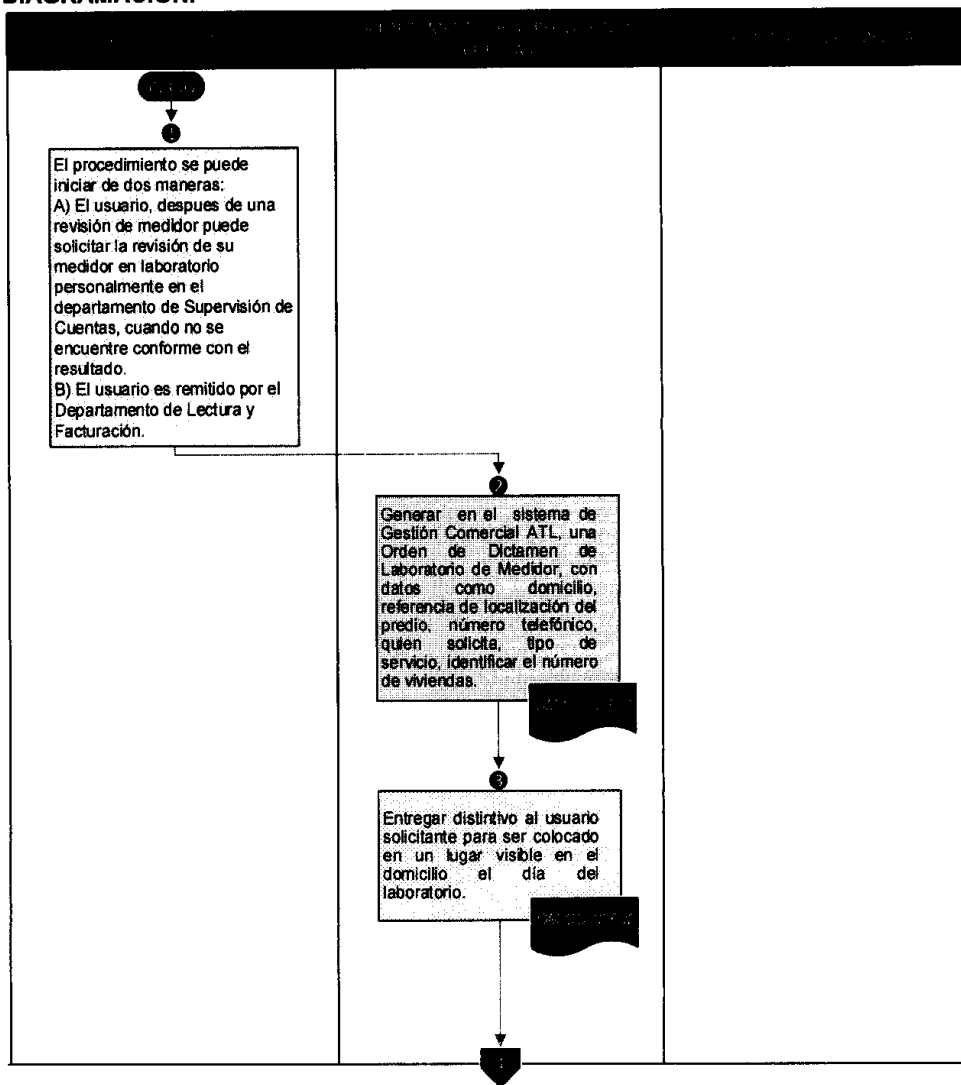 DIAGRAMACIÓN:
1
El procedimiento se puede
iniciar de dos maneras:
A) El usuario, despues de una
revisión de medidor puede
solicitar la revisión de su
medidor en laboratorio
personalmente en el
departamento de Supervisión de
Cuentas, cuando no se
encuentre conforme con el
resultado.
B) El usuario es remitido por el
Departamento de Lectura y
Facturación.
2
Generar en el sistema de
Gestión Comercial ATL, una
Orden de Dictamen de
Laboratorio de Medidor, con
datos como domicilio,
referencia de localización del
predio, número telefónico,
quien solicita, tipo de
servicio, identificar el número
de viviendas.
3
Entregar distintivo al usuario
solicitante para ser colocado
en un lugar visible en el
domicilio el día del
laboratorio.